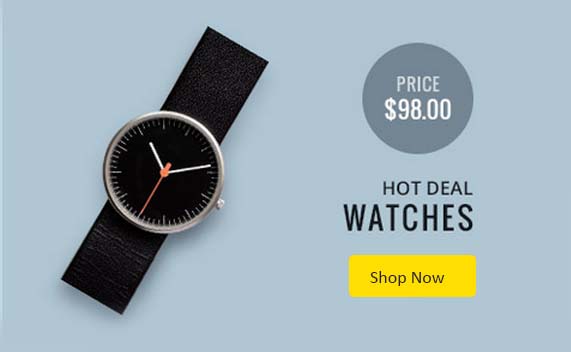 PRICE
$98.00
HOT DEAL
WATCHES
Shop Now